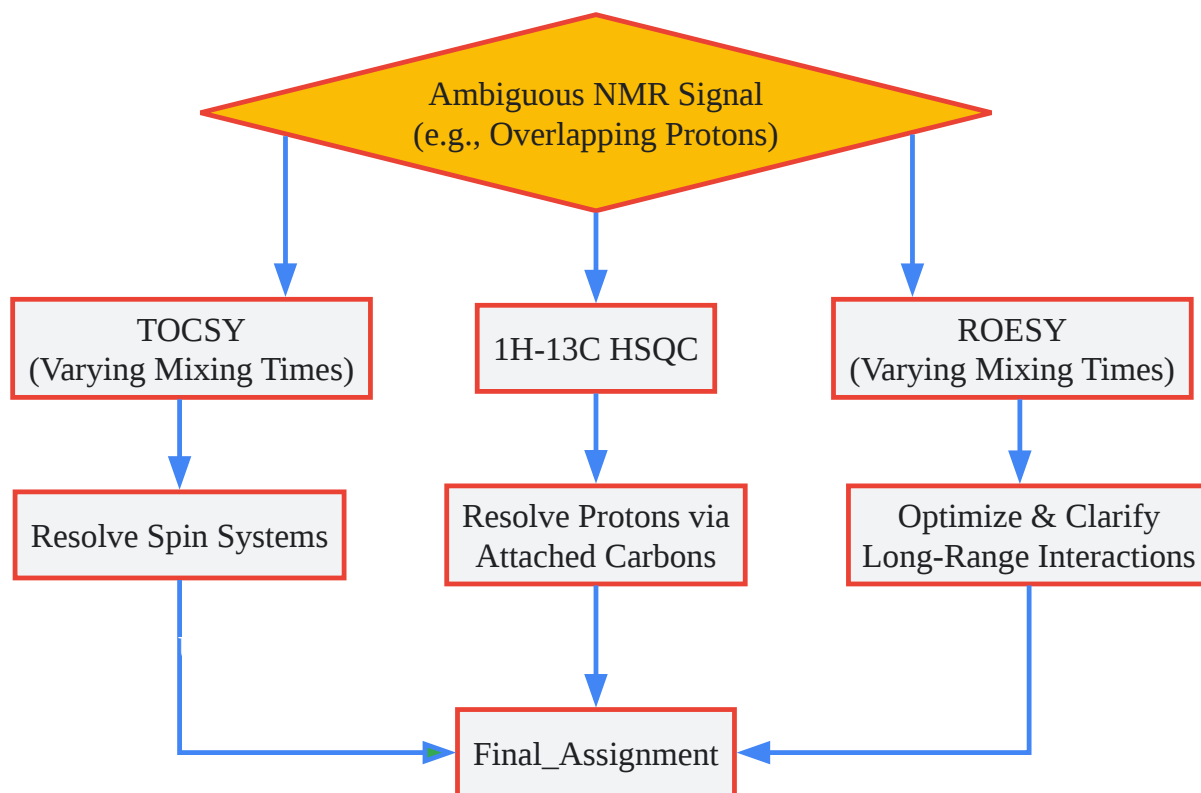 Ambiguous NMR Signal
(e.g., Overlapping Protons)
TOCSY
(Varying Mixing Times)
1H-13C HSQC
ROESY
(Varying Mixing Times)
Resolve Spin Systems
Resolve Protons via
Attached Carbons
Optimize & Clarify
Long-Range Interactions
Final_Assignment